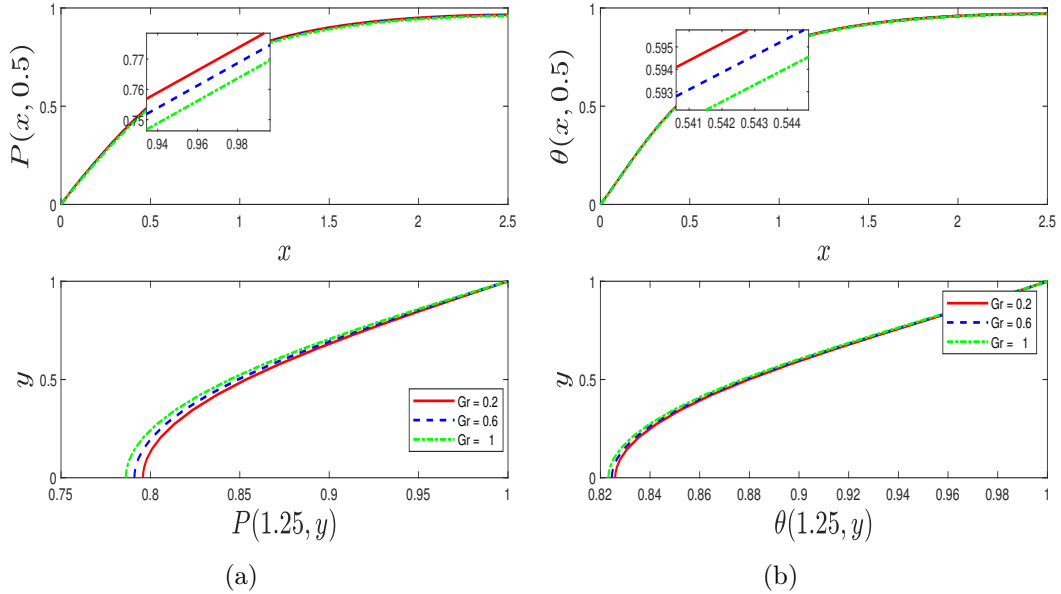 P(x, 0.5)
1
0.5
0
0.77
0.76
0.75
0.94 0.96 0.98
0 0.5 1 1.5 2 2.5
x
θ(x, 0.5)
1
0.5
0
0.595
0.594
0.593
0.541 0.542 0.543 0.544
0 0.5 1 1.5 2 2.5
x
y
1
0.5
0
Gr = 0.2
Gr = 0.6
Gr = 1
0.75 0.8 0.85 0.9 0.95 1
P(1.25, y)
(a)
y
1
0.5
0
Gr = 0.2
Gr = 0.6
Gr = 1
0.82 0.84 0.86 0.88 0.9 0.92 0.94 0.96 0.98 1
θ(1.25, y)
(b)